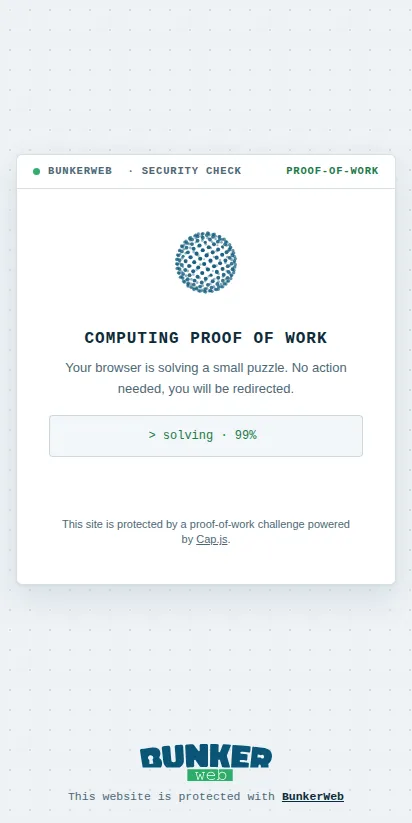 BUNKERWEB · SECURITY CHECK PROOF-OF-WORK
COMPUTING PROOF OF WORK
Your browser is solving a small puzzle. No action
needed, you will be redirected.
> solving · 99%
This site is protected by a proof-of-work challenge powered
by Cap.js.
BUNKER
web
This website is protected with BunkerWeb